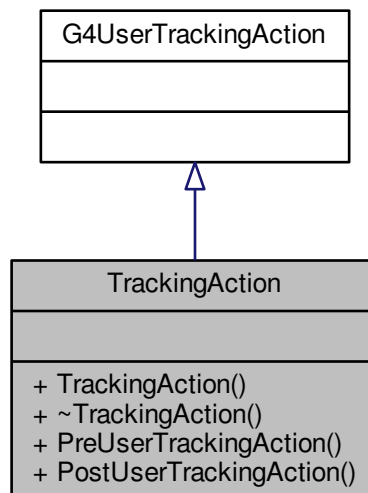 G4UserTrackingAction
TrackingAction
+ TrackingAction()
+ ~TrackingAction()
+ PreUserTrackingAction()
+ PostUserTrackingAction()